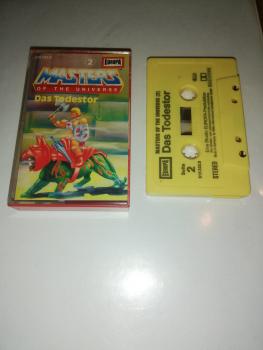 EUROPA
2
MASTERS
OF THE UNIVERSE
Das Todestor
EUROPA
MASTERS OF THE UNIVERSE (2)
Das Todestor
Seite
2
STEREO